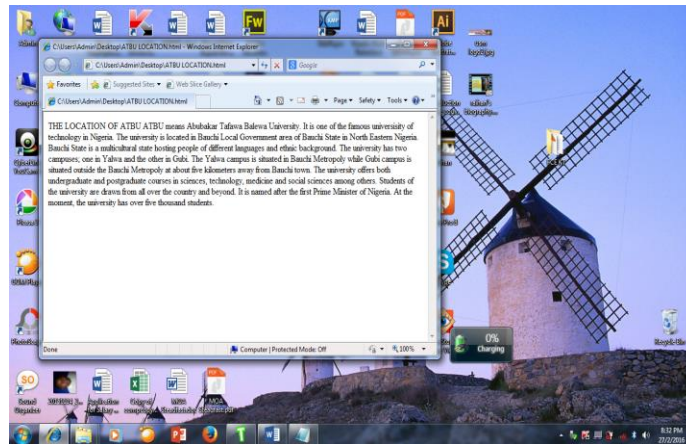 C:\Users\Admin\Desktop\ATBU LOCATION.html - Windows Internet Explorer
C:\Users\Admin\Desktop\ATBU LOCATION.html
Google
Favorites
Suggested Sites
Web Slice Gallery
C:\Users\Admin\Desktop\ATBU LOCATION.html
Page
Safety
Tools
THE LOCATION OF ATBU ATBU means Abubakar Tafawa Balewa University. It is one of the famous univerisity of
technology in Nigeria. The university is located in Bauchi Local Government area of Bauchi State in North Eastern Nigeria.
Bauchi State is a multicultural state hosting people of different languages and ethnic background. The university has two
campuses; one in Yalwa and the other in Gubi. The Yalwa campus is situated in Bauchi Metropoly while Gubi campus is
situated outside the Bauchi Metropoly at about five kilometers away from Bauchi town. The university offers both
undergraduate and postgraduate courses in sciences, technology, medicine and social sciences among others. Students of
the university are drawn from all over the country and beyond. It is named after the first Prime Minister of Nigeria. At the
moment, the university has over five thousand students.
Done
Computer | Protected Mode: Off
100%
0%
Charging
Fw
Ai
SO
Sound
Organizer
Application
MOA
8:32 PM
27/2/2016